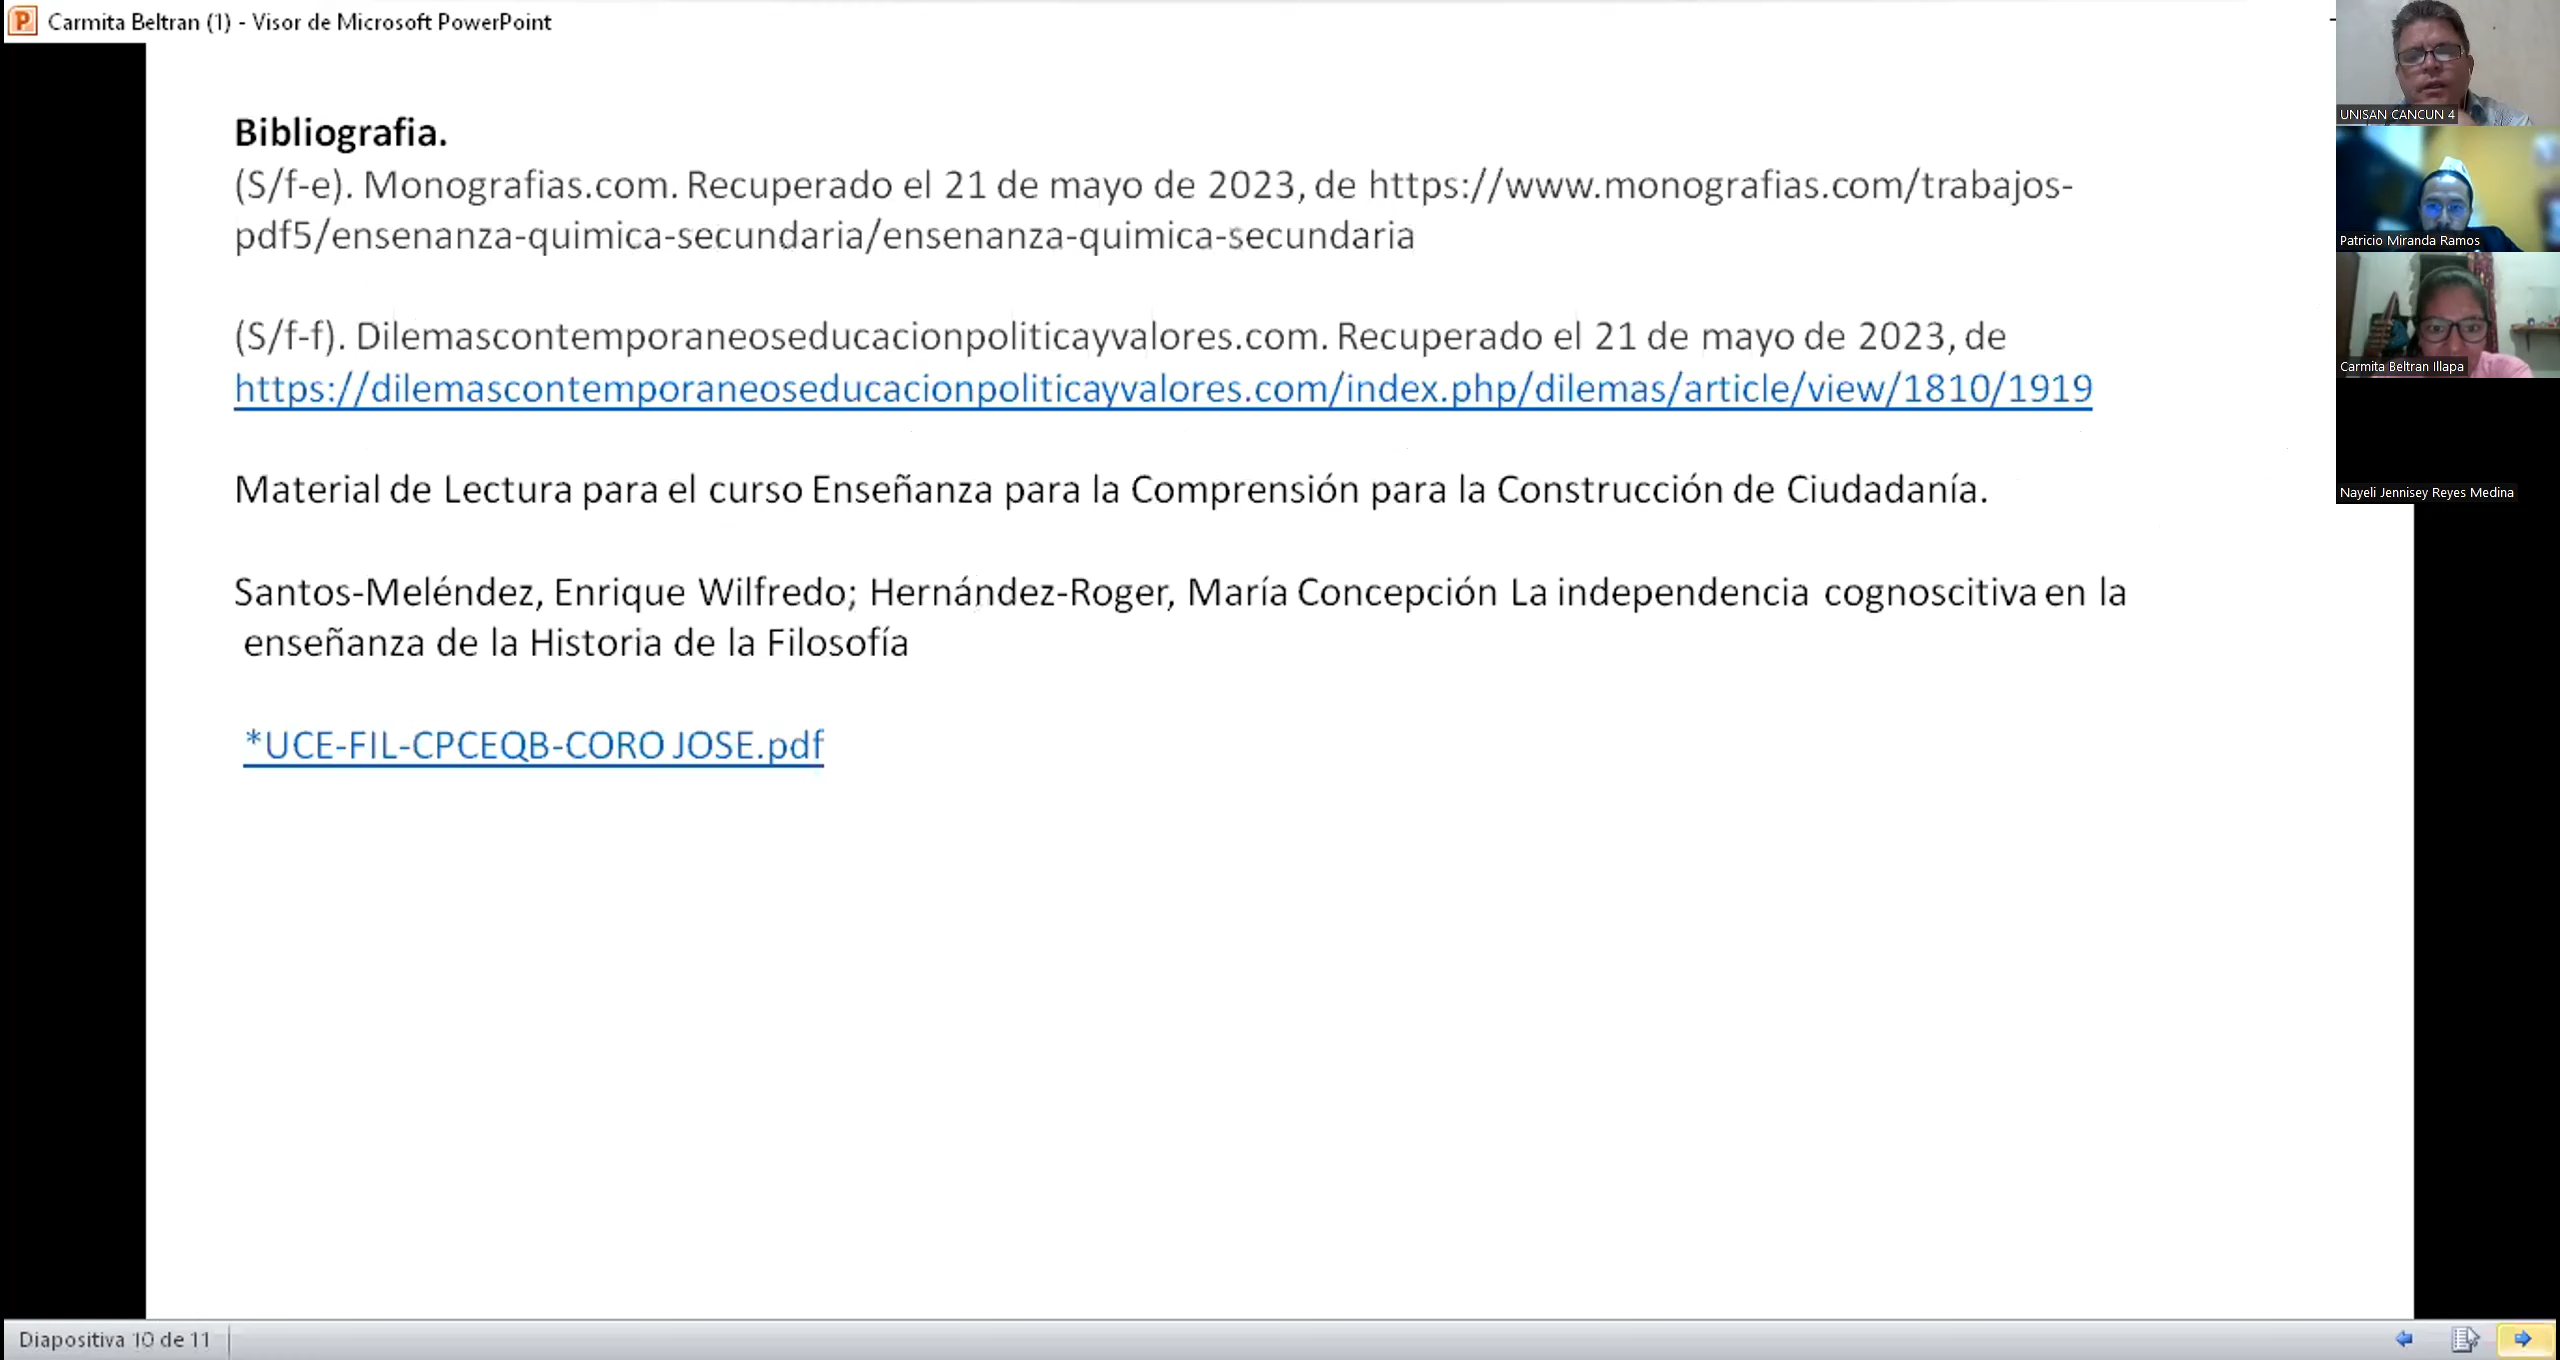 Carmita Beltran (1) - Visor de Microsoft PowerPoint
UNISAN CANCUN 4
Patricio Miranda Ramos
Carmita Beltran Illapa
Nayeli Jennisey Reyes Medina
Bibliografia.
(S/f-e). Monografias.com. Recuperado el 21 de mayo de 2023, de https://www.monografias.com/trabajos-
pdf5/ensenanza-quimica-secundaria/ensenanza-quimica-secundaria
(S/f-f). Dilemascontemporaneoseducacionpoliticayvalores.com. Recuperado el 21 de mayo de 2023, de
https://dilemascontemporaneoseducacionpoliticayvalores.com/index.php/dilemas/article/view/1810/1919
Material de Lectura para el curso Enseñanza para la Comprensión para la Construcción de Ciudadanía.
Santos-Meléndez, Enrique Wilfredo; Hernández-Roger, María Concepción La independencia cognoscitiva en la
enseñanza de la Historia de la Filosofía
*UCE-FIL-CPCEQB-CORO JOSE.pdf
Diapositiva 10 de 11